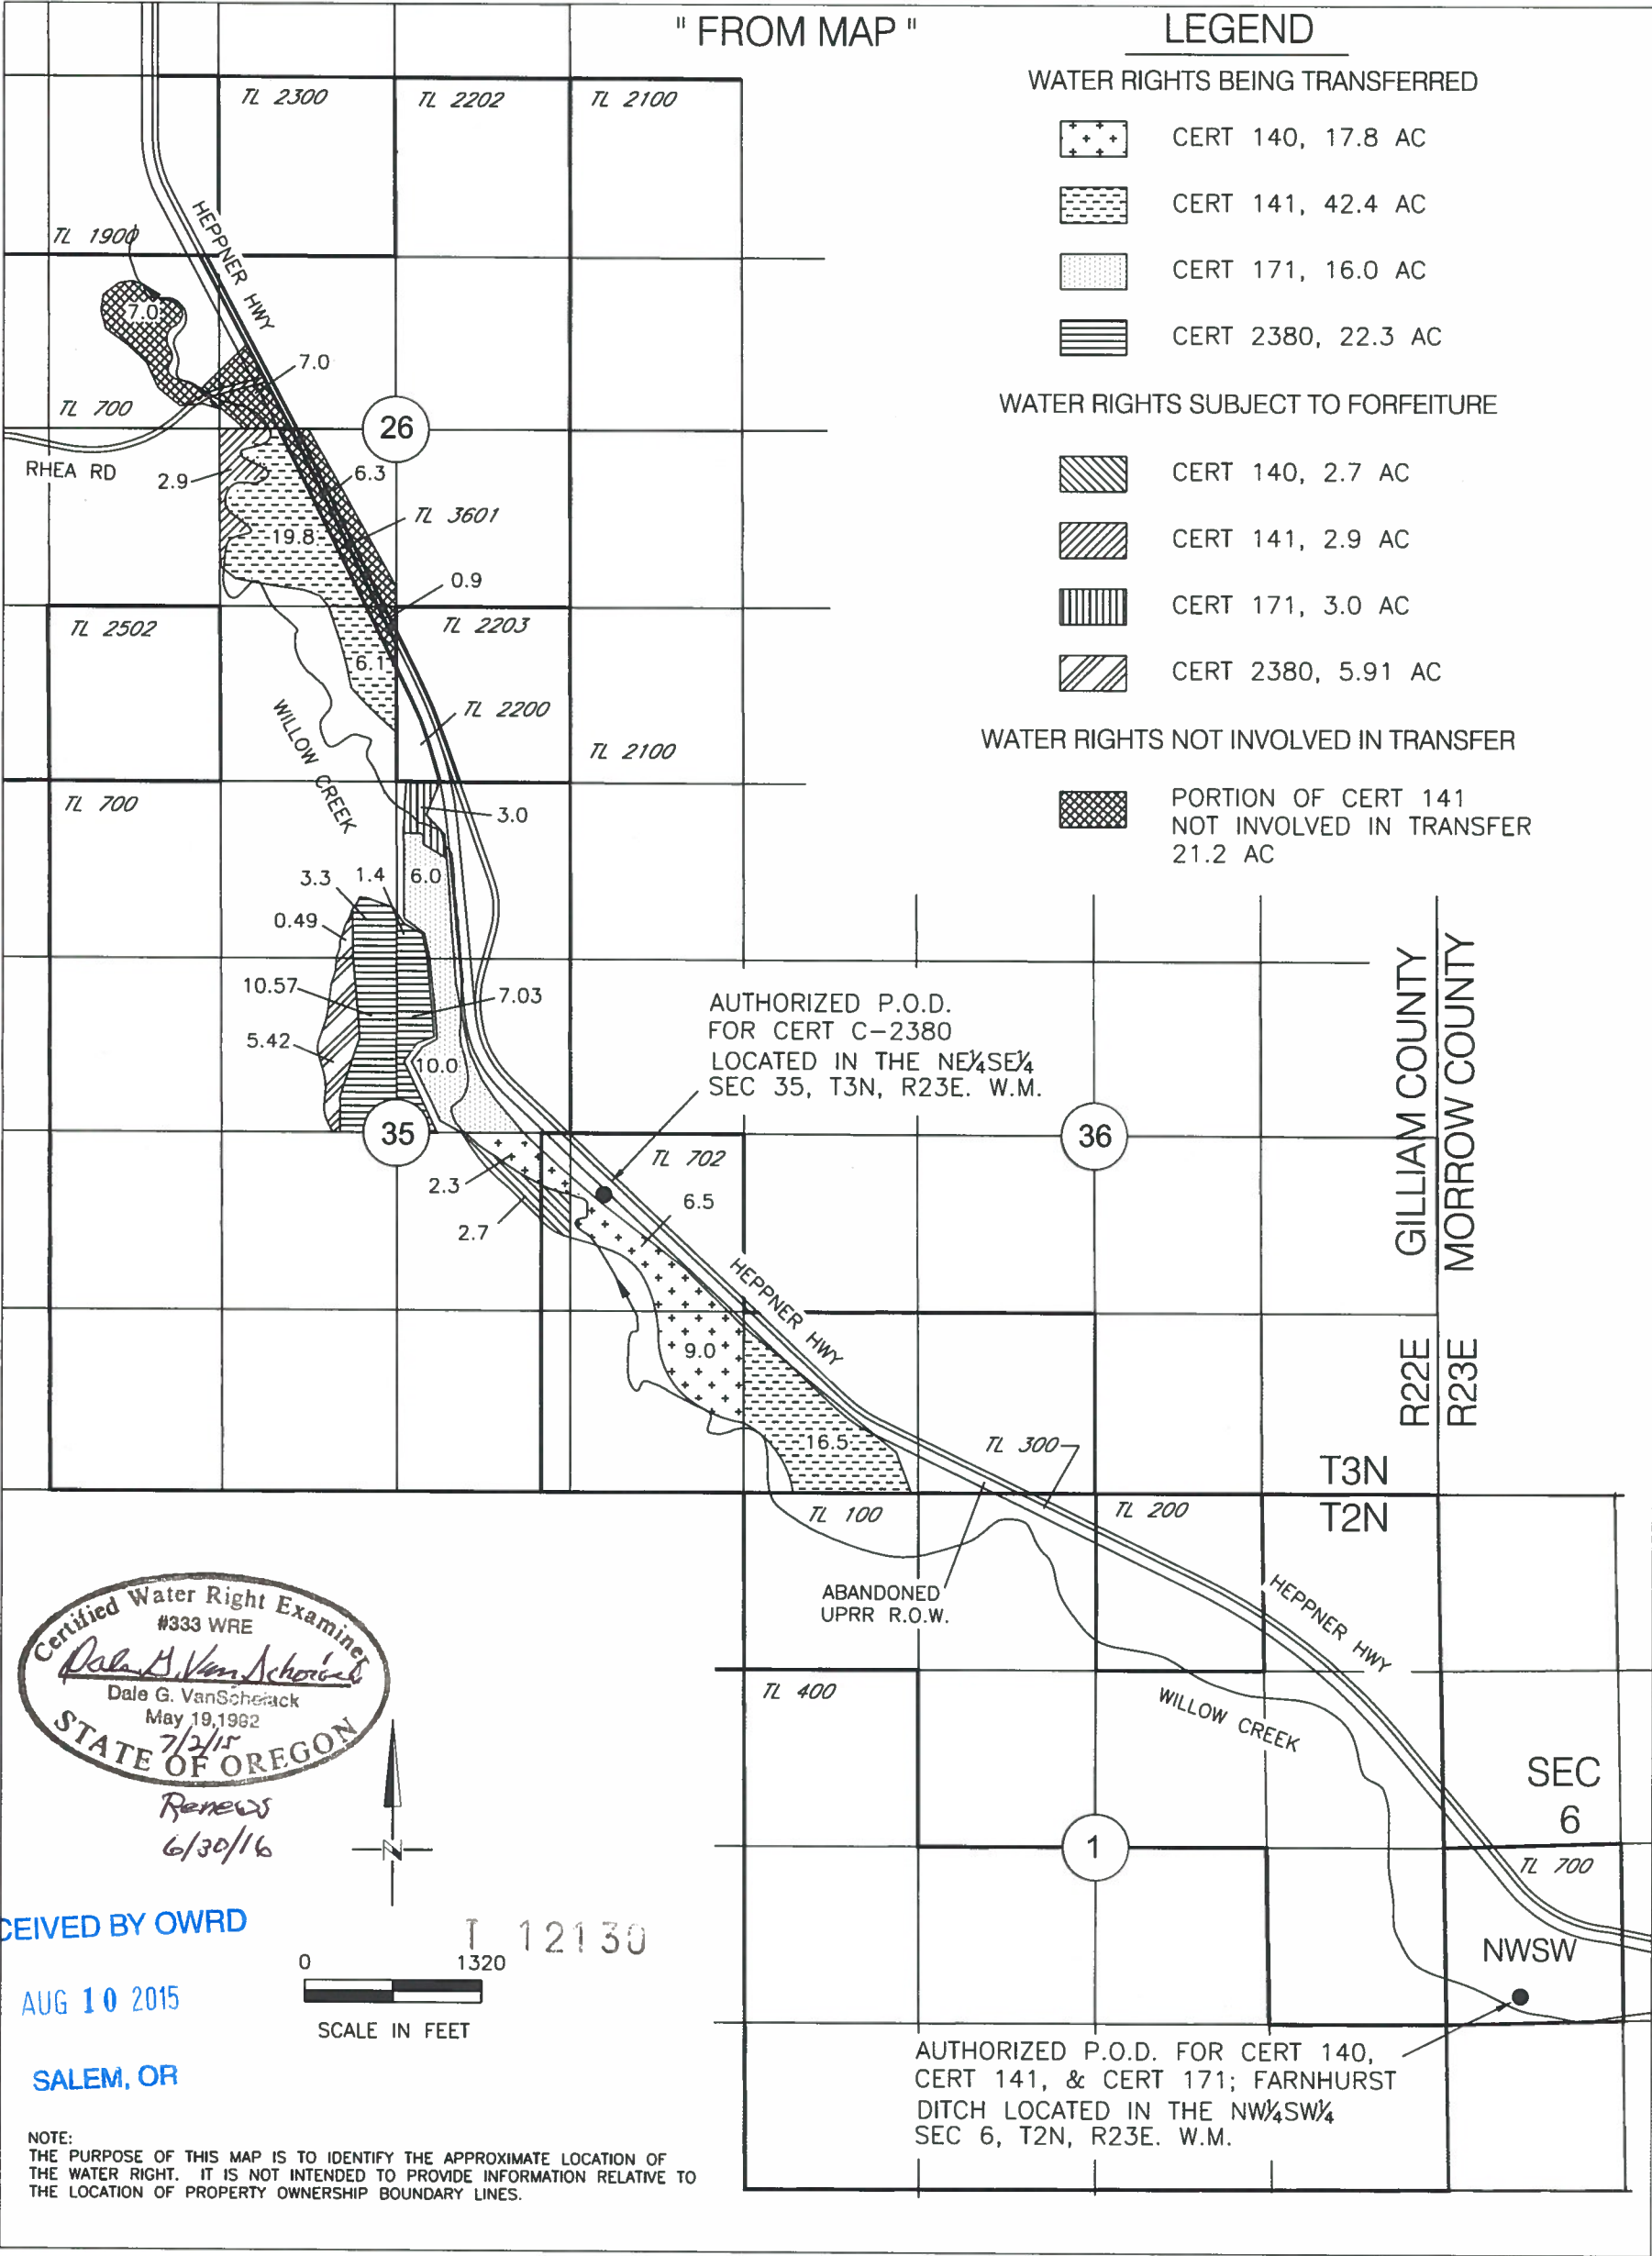 " FROM MAP "
LEGEND
WATER RIGHTS BEING TRANSFERRED
CERT 140, 17.8 AC
CERT 141, 42.4 AC
CERT 171, 16.0 AC
CERT 2380, 22.3 AC
WATER RIGHTS SUBJECT TO FORFEITURE
CERT 140, 2.7 AC
CERT 141, 2.9 AC
CERT 171, 3.0 AC
CERT 2380, 5.91 AC
WATER RIGHTS NOT INVOLVED IN TRANSFER
PORTION OF CERT 141
NOT INVOLVED IN TRANSFER
21.2 AC
TL 2300
TL 2202
TL 2100
HEPPNER HWY
TL 1900
7.0
7.0
TL 700
26
RHEA RD
2.9
6.3
TL 3601
19.8
0.9
TL 2502
TL 2203
6.1
TL 2200
WILLOW CREEK
TL 2100
TL 700
3.0
3.3
1.4
6.0
0.49
10.57
7.03
5.42
10.0
AUTHORIZED P.O.D.
FOR CERT C-2380
LOCATED IN THE NE¼SE¼
SEC 35, T3N, R23E. W.M.
GILLIAM COUNTY
MORROW COUNTY
35
36
TL 702
2.3
6.5
2.7
HEPPNER HWY
9.0
R22E
R23E
16.5
TL 300
T3N
T2N
TL 100
TL 200
ABANDONED
UPRR R.O.W.
HEPPNER HWY
TL 400
WILLOW CREEK
SEC
6
1
TL 700
NWSW
AUTHORIZED P.O.D. FOR CERT 140,
CERT 141, & CERT 171; FARNHURST
DITCH LOCATED IN THE NW¼SW¼
SEC 6, T2N, R23E. W.M.
Certified Water Right Examiner
#333 WRE
Dale G. VanSchoiack
Dale G. VanSchoiack
May 19, 1992
7/2/15
STATE OF OREGON
Renews
6/30/16
N
CEIVED BY OWRD
T 12130
AUG 10 2015
0 1320
SCALE IN FEET
SALEM, OR
NOTE:
THE PURPOSE OF THIS MAP IS TO IDENTIFY THE APPROXIMATE LOCATION OF
THE WATER RIGHT. IT IS NOT INTENDED TO PROVIDE INFORMATION RELATIVE TO
THE LOCATION OF PROPERTY OWNERSHIP BOUNDARY LINES.